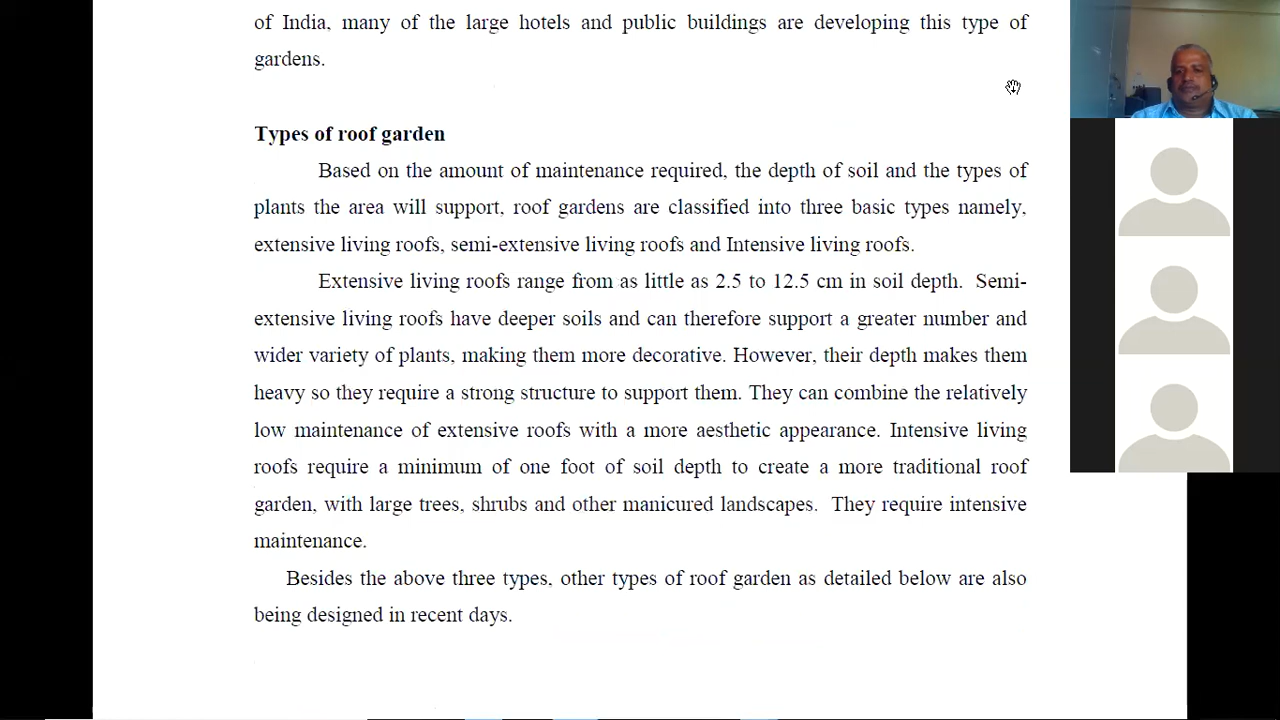 of India, many of the large hotels and public buildings are developing this type of
gardens.
Types of roof garden
Based on the amount of maintenance required, the depth of soil and the types of
plants the area will support, roof gardens are classified into three basic types namely,
extensive living roofs, semi-extensive living roofs and Intensive living roofs.
Extensive living roofs range from as little as 2.5 to 12.5 cm in soil depth.  Semi-
extensive living roofs have deeper soils and can therefore support a greater number and
wider variety of plants, making them more decorative. However, their depth makes them
heavy so they require a strong structure to support them. They can combine the relatively
low maintenance of extensive roofs with a more aesthetic appearance. Intensive living
roofs require a minimum of one foot of soil depth to create a more traditional roof
garden, with large trees, shrubs and other manicured landscapes.  They require intensive
maintenance.
Besides the above three types, other types of roof garden as detailed below are also
being designed in recent days.